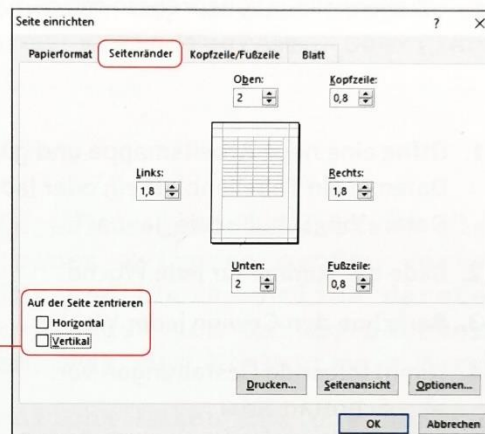 Seite einrichten ? ×
Papierformat Seitenränder Kopfzeile/Fußzeile Blatt
Oben: Kopfzeile:
2 0,8
Links: Rechts:
1,8 1,8
Unten: Fußzeile:
2 0,8
Auf der Seite zentrieren
Horizontal
Vertikal
Drucken... Seitenansicht Optionen...
OK Abbrechen